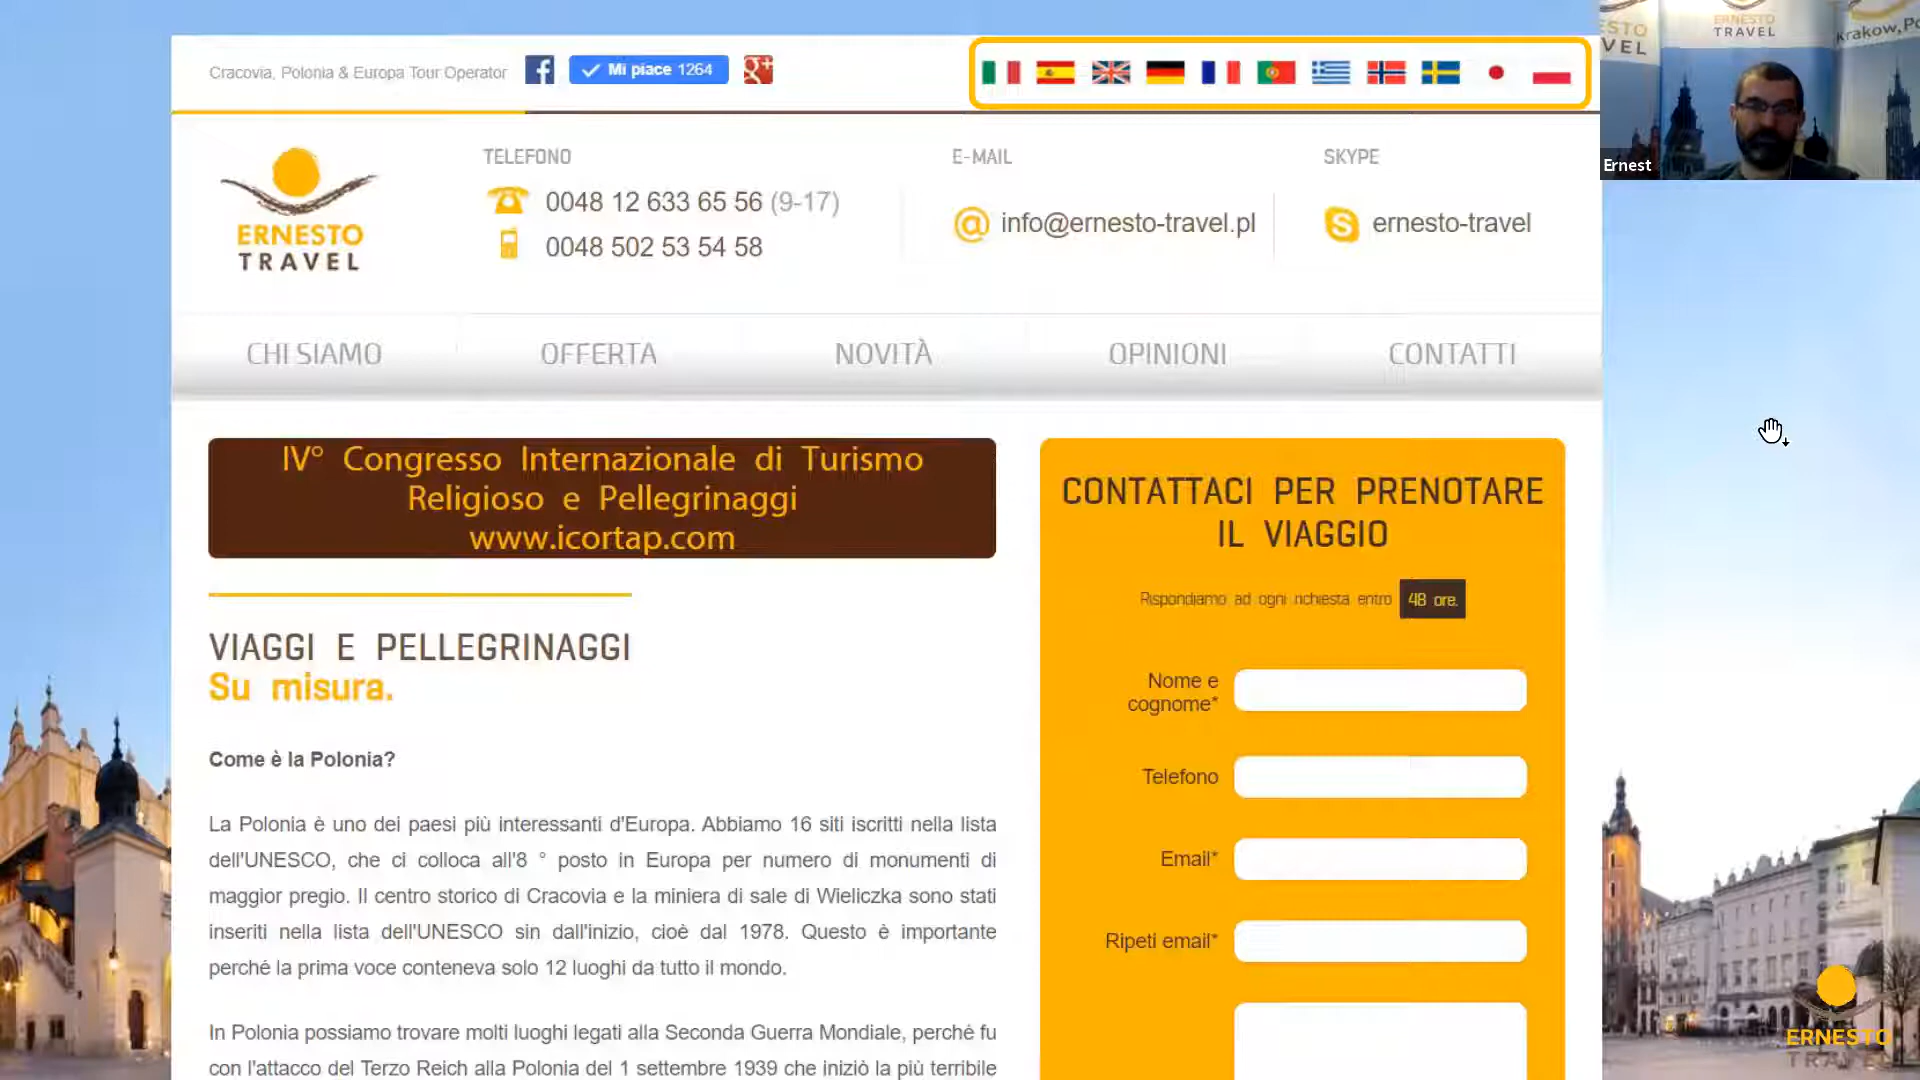 Cracovia, Polonia & Europa Tour Operator
Mi piace 1264
g+
ERNESTO
TRAVEL
TELEFONO
0048 12 633 65 56 (9-17)
0048 502 53 54 58
E-MAIL
info@ernesto-travel.pl
SKYPE
ernesto-travel
CHI SIAMO
OFFERTA
NOVITÀ
OPINIONI
CONTATTI
IV° Congresso Internazionale di Turismo
Religioso e Pellegrinaggi
www.icortap.com
VIAGGI E PELLEGRINAGGI
Su misura.
Come è la Polonia?
La Polonia è uno dei paesi più interessanti d'Europa. Abbiamo 16 siti iscritti nella lista
dell'UNESCO, che ci colloca all'8 ° posto in Europa per numero di monumenti di
maggior pregio. Il centro storico di Cracovia e la miniera di sale di Wieliczka sono stati
inseriti nella lista dell'UNESCO sin dall'inizio, cioè dal 1978. Questo è importante
perché la prima voce conteneva solo 12 luoghi da tutto il mondo.
In Polonia possiamo trovare molti luoghi legati alla Seconda Guerra Mondiale, perchè fu
con l'attacco del Terzo Reich alla Polonia del 1 settembre 1939 che iniziò la più terribile
CONTATTACI PER PRENOTARE
IL VIAGGIO
Rispondiamo ad ogni richiesta entro 48 ore.
Nome e
cognome*
Telefono
Email*
Ripeti email*
ERNESTO
TRAVEL
Krakow, Po
Ernest
ERNESTO
TRAVEL